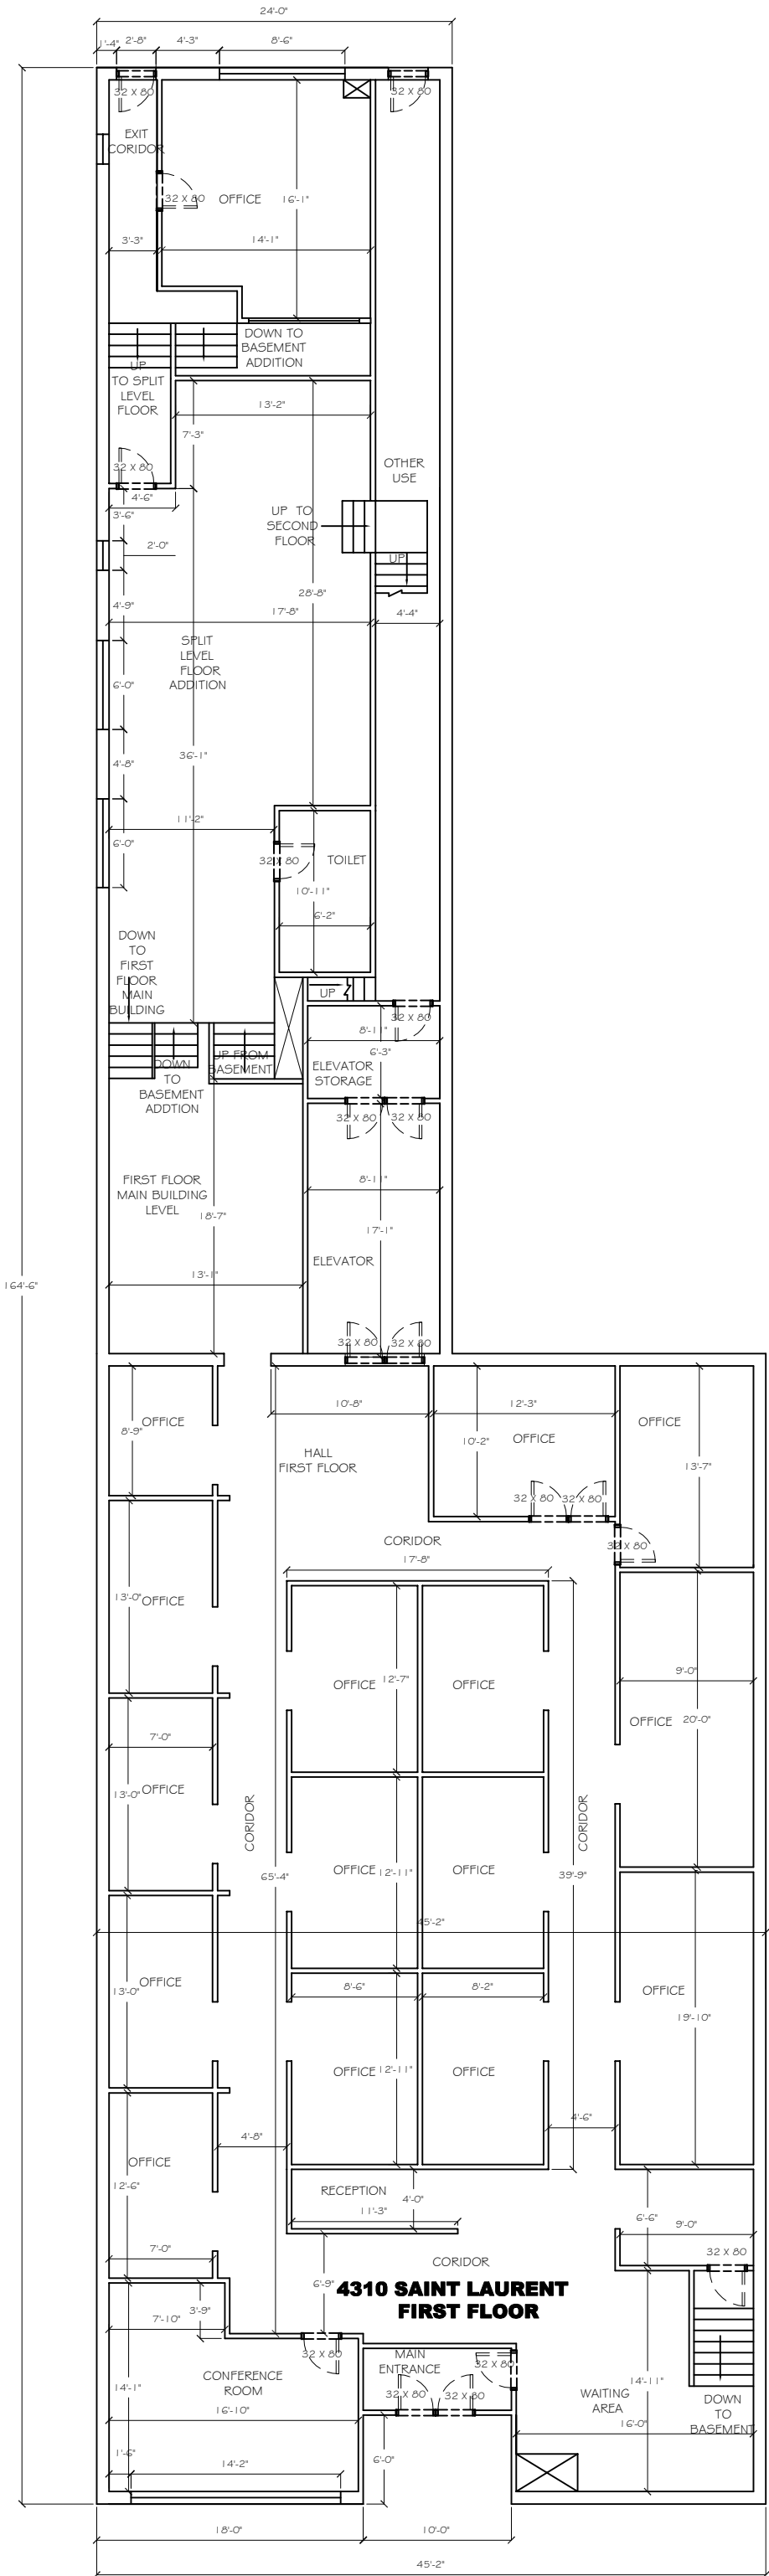 24'-0"
1'-4"
2'-8"
4'-3"
8'-6"
32 X 80
32 X 80
EXIT
CORIDOR
32 X 80
OFFICE
16'-1"
3'-3"
14'-1"
DOWN TO
BASEMENT
ADDITION
UP
TO SPLIT
LEVEL
FLOOR
13'-2"
7'-3"
32 X 80
4'-6"
3'-6"
OTHER
USE
UP TO
SECOND
FLOOR
2'-0"
UP
28'-8"
4'-9"
17'-8"
4'-4"
SPLIT
LEVEL
FLOOR
ADDITION
6'-0"
36'-1"
4'-8"
11'-2"
6'-0"
32 X 80
TOILET
10'-11"
6'-2"
DOWN
TO
FIRST
FLOOR
MAIN
BUILDING
UP
32 X 80
8'-11"
6'-3"
UP FROM
BASEMENT
ELEVATOR
STORAGE
DOWN
TO
BASEMENT
ADDTION
32 X 80
32 X 80
FIRST FLOOR
MAIN BUILDING
LEVEL
8'-11"
18'-7"
17'-1"
ELEVATOR
13'-1"
164'-6"
32 X 80
32 X 80
10'-8"
12'-3"
OFFICE
8'-9"
OFFICE
OFFICE
10'-2"
HALL
FIRST FLOOR
13'-7"
32 X 80
32 X 80
CORIDOR
32 X 80
17'-8"
13'-0"
OFFICE
9'-0"
OFFICE
12'-7"
OFFICE
OFFICE
20'-0"
7'-0"
13'-0"
OFFICE
CORIDOR
CORIDOR
65'-4"
OFFICE
12'-11"
OFFICE
39'-9"
45'-2"
OFFICE
13'-0"
8'-6"
8'-2"
OFFICE
19'-10"
OFFICE
12'-11"
OFFICE
4'-8"
4'-6"
OFFICE
12'-6"
RECEPTION
4'-0"
11'-3"
6'-6"
9'-0"
7'-0"
CORIDOR
32 X 80
6'-9"
4310 SAINT LAURENT
FIRST FLOOR
3'-9"
7'-10"
32 X 80
MAIN
ENTRANCE
32 X 80
CONFERENCE
ROOM
14'-1"
32 X 80
32 X 80
14'-11"
WAITING
AREA
DOWN
TO
BASEMENT
16'-10"
16'-0"
1'-6"
14'-2"
6'-0"
18'-0"
10'-0"
45'-2"